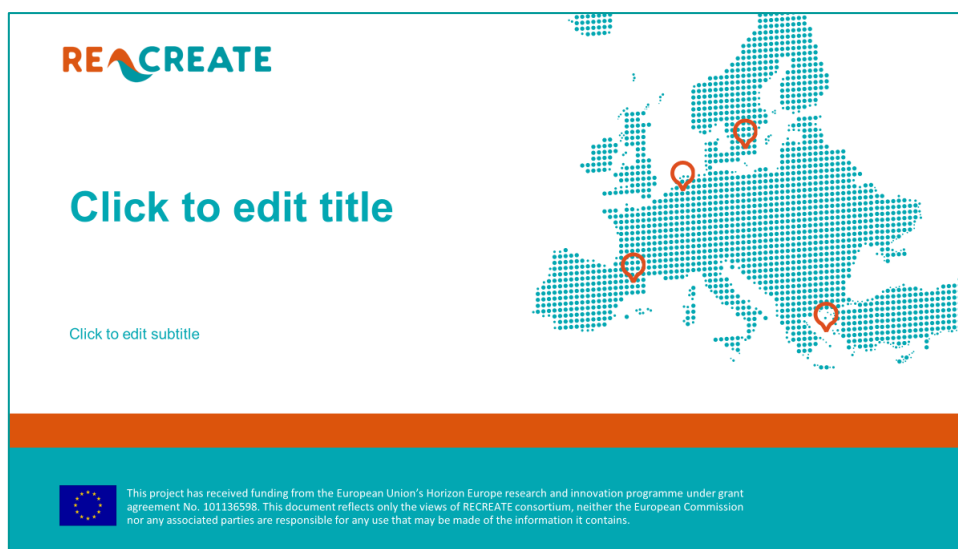 RECREATE
Click to edit title
Click to edit subtitle
This project has received funding from the European Union’s Horizon Europe research and innovation programme under grant
agreement No. 101136598. This document reflects only the views of RECREATE consortium, neither the European Commission
nor any associated parties are responsible for any use that may be made of the information it contains.